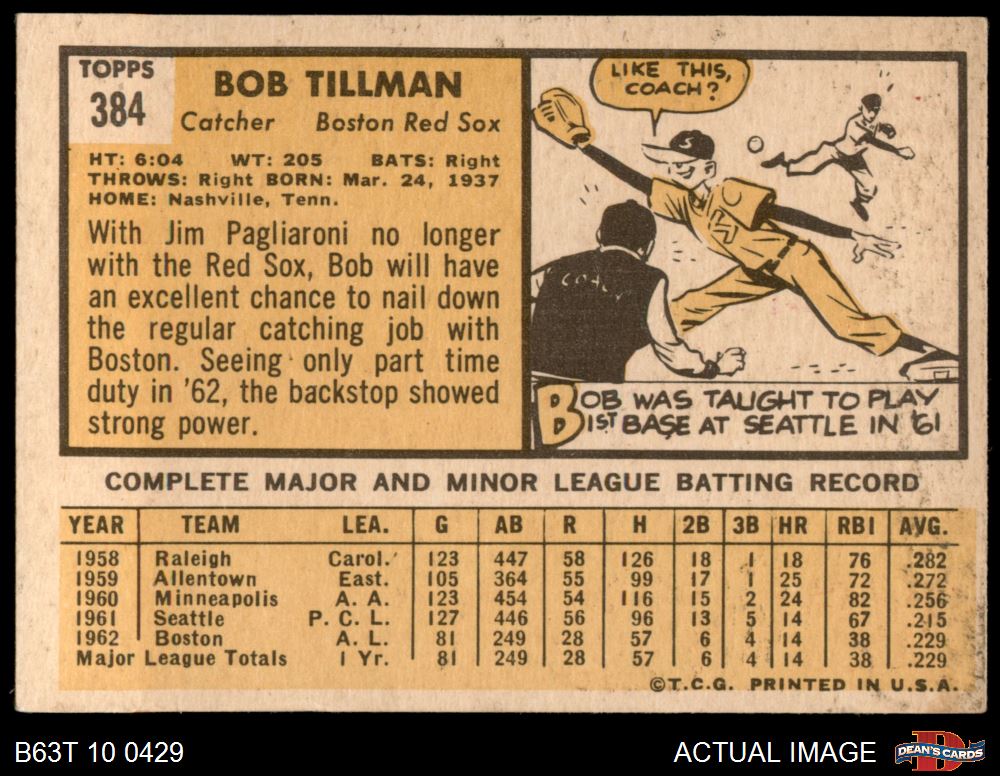 TOPPS
384
BOB TILLMAN
Catcher Boston Red Sox
HT: 6:04 WT: 205 BATS: Right
THROWS: Right BORN: Mar. 24, 1937
HOME: Nashville, Tenn.
With Jim Pagliaroni no longer
with the Red Sox, Bob will have
an excellent chance to nail down
the regular catching job with
Boston. Seeing only part time
duty in '62, the backstop showed
strong power.
LIKE THIS,
COACH?
S
COACH
BOB WAS TAUGHT TO PLAY
1ST BASE AT SEATTLE IN '61
COMPLETE MAJOR AND MINOR LEAGUE BATTING RECORD
YEAR TEAM LEA. G AB R H 2B 3B HR RBI AVG.
1958 Raleigh Carol. 123 447 58 126 18 1 18 76 .282
1959 Allentown East. 105 364 55 99 17 1 25 72 .272
1960 Minneapolis A. A. 123 454 54 116 15 2 24 82 .256
1961 Seattle P. C. L. 127 446 56 96 13 5 14 67 .215
1962 Boston A. L. 81 249 28 57 6 4 14 38 .229
Major League Totals 1 Yr. 81 249 28 57 6 4 14 38 .229
©T.C.G. PRINTED IN U.S.A.
B63T 10 0429
ACTUAL IMAGE
DEAN'S CARDS